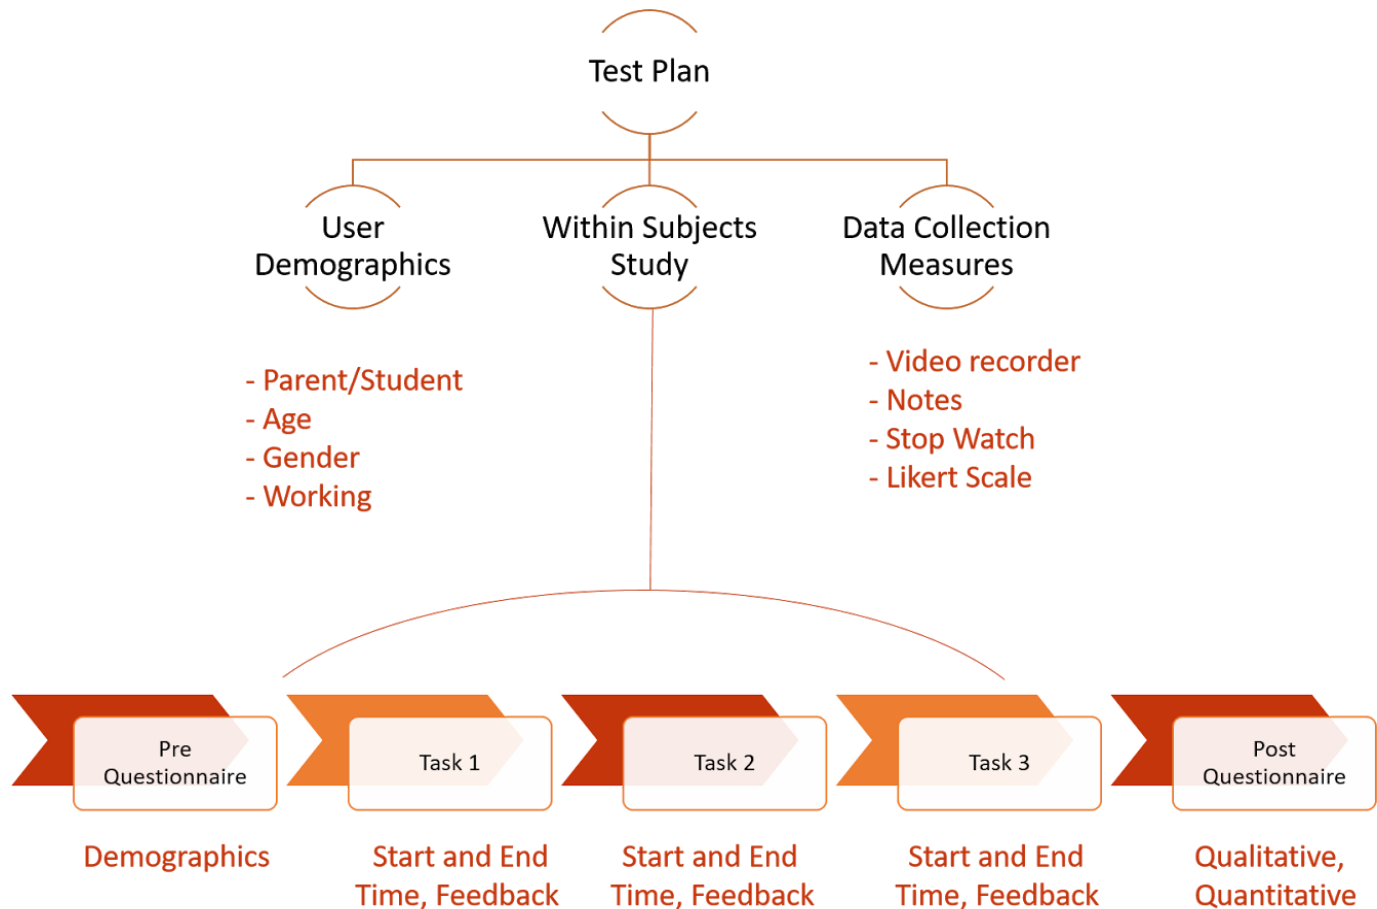 Test Plan
User
Demographics
Within Subjects
Study
Data Collection
Measures
- Parent/Student
- Age
- Gender
- Working
- Video recorder
- Notes
- Stop Watch
- Likert Scale
Pre
Questionnaire
Task 1
Task 2
Task 3
Post
Questionnaire
Demographics
Start and End
Time, Feedback
Start and End
Time, Feedback
Start and End
Time, Feedback
Qualitative,
Quantitative